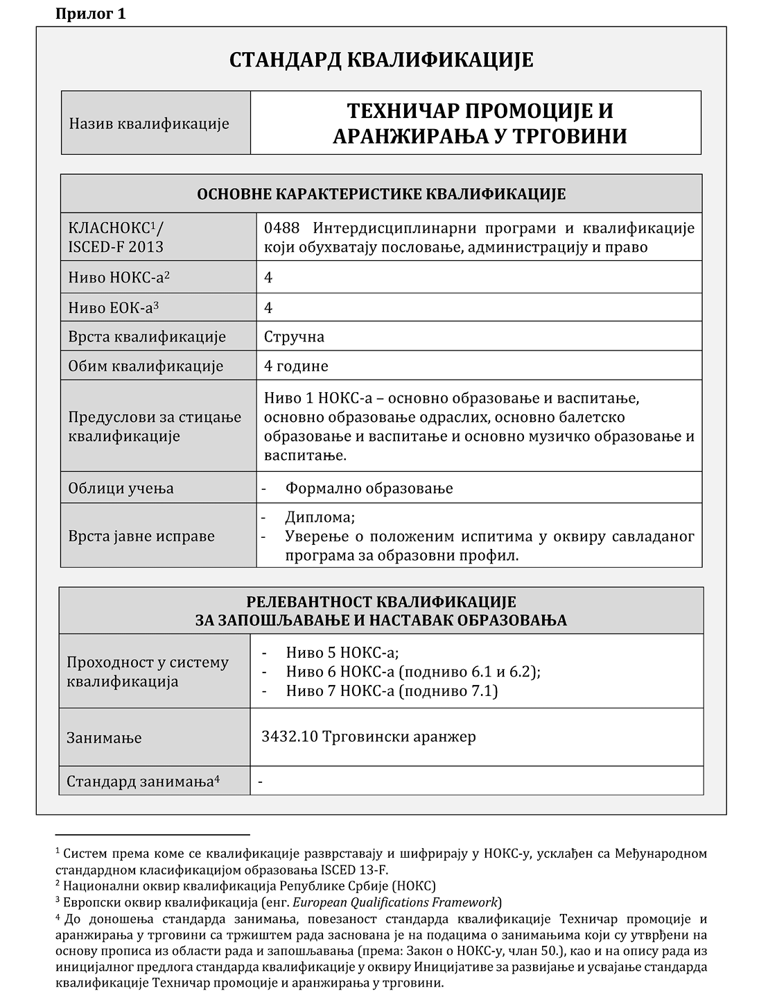 Прилог 1
СТАНДАРД КВАЛИФИКАЦИЈЕ
Назив квалификације
ТЕХНИЧАР ПРОМОЦИЈЕ И
АРАНЖИРАЊА У ТРГОВИНИ
ОСНОВНЕ КАРАКТЕРИСТИКЕ КВАЛИФИКАЦИЈЕ
КЛАСНОКС¹/
ISCED-F 2013
0488 Интердисциплинарни програми и квалификације
који обухватају пословање, администрацију и право
Ниво НОКС-а²
4
Ниво ЕОК-а³
4
Врста квалификације
Стручна
Обим квалификације
4 године
Предуслови за стицање
квалификације
Ниво 1 НОКС-а – основно образовање и васпитање,
основно образовање одраслих, основно балетско
образовање и васпитање и основно музичко образовање и
васпитање.
Облици учења
- Формално образовање
Врста јавне исправе
- Диплома;
- Уверење о положеним испитима у оквиру савладаног
програма за образовни профил.
РЕЛЕВАНТНОСТ КВАЛИФИКАЦИЈЕ
ЗА ЗАПОШЉАВАЊЕ И НАСТАВАК ОБРАЗОВАЊА
Проходност у систему
квалификација
- Ниво 5 НОКС-а;
- Ниво 6 НОКС-а (подниво 6.1 и 6.2);
- Ниво 7 НОКС-а (подниво 7.1)
Занимање
3432.10 Трговински аранжер
Стандард занимања⁴
-
¹ Систем према коме се квалификације разврставају и шифрирају у НОКС-у, усклађен са Међународном
стандардном класификацијом образовања ISCED 13-F.
² Национални оквир квалификација Републике Србије (НОКС)
³ Европски оквир квалификација (енг. European Qualifications Framework)
⁴ До доношења стандарда занимања, повезаност стандарда квалификације Техничар промоције и
аранжирања у трговини са тржиштем рада заснована је на подацима о занимањима који су утврђени на
основу прописа из области рада и запошљавања (према: Закон о НОКС-у, члан 50.), као и на опису рада из
иницијалног предлога стандарда квалификације у оквиру Иницијативе за развијање и усвајање стандарда
квалификације Техничар промоције и аранжирања у трговини.